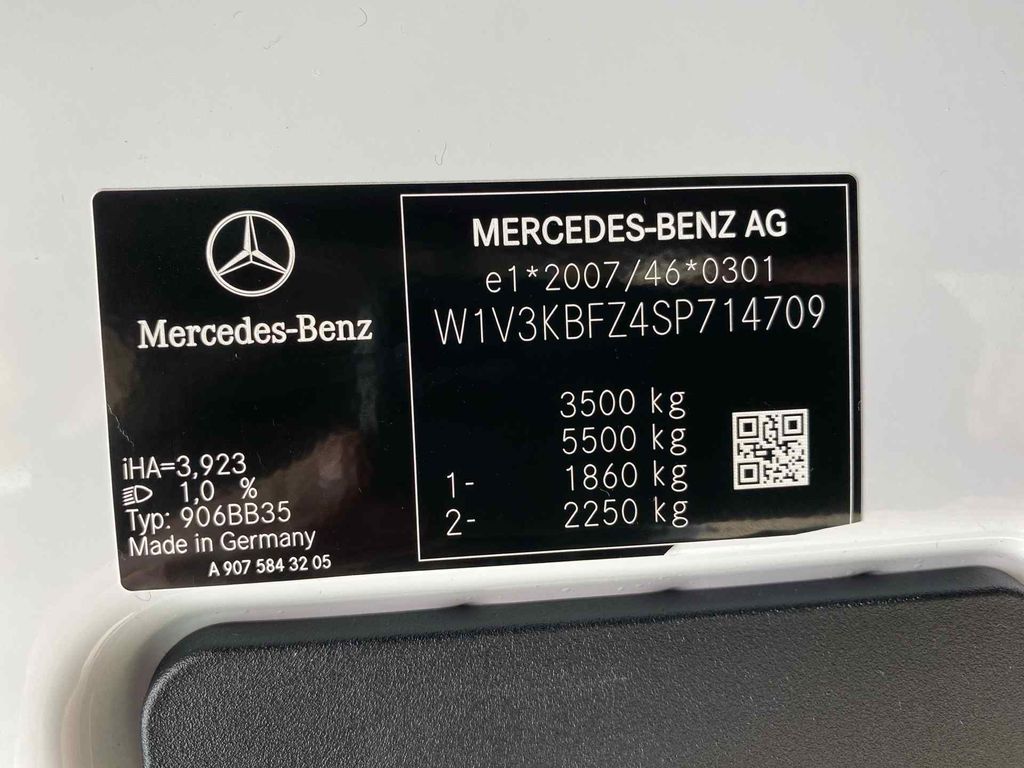 Mercedes-Benz
iHA=3,923
1,0 %
Typ: 906BB35
Made in Germany
A 907 584 32 05
MERCEDES-BENZ AG
e1*2007/46*0301
W1V3KBFZ4SP714709
3500 kg
5500 kg
1- 1860 kg
2- 2250 kg